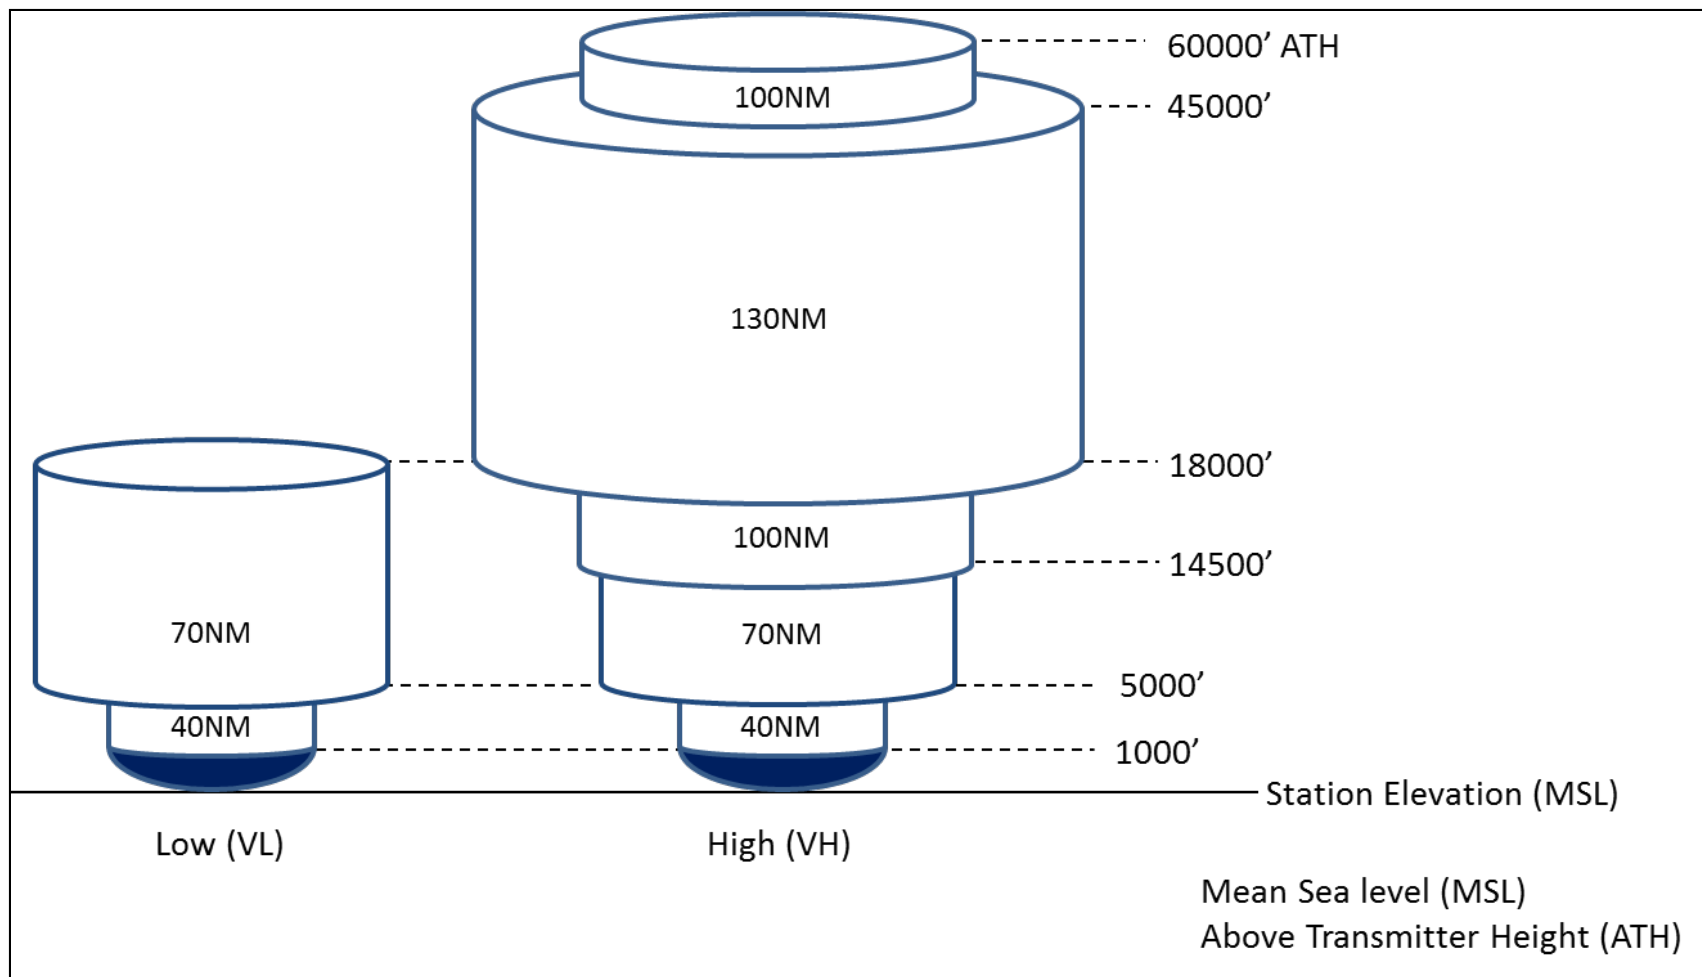 60000’ ATH
100NM
45000’
130NM
18000’
100NM
14500’
70NM
70NM
5000’
40NM
40NM
1000’
Station Elevation (MSL)
Low (VL)
High (VH)
Mean Sea level (MSL)
Above Transmitter Height (ATH)